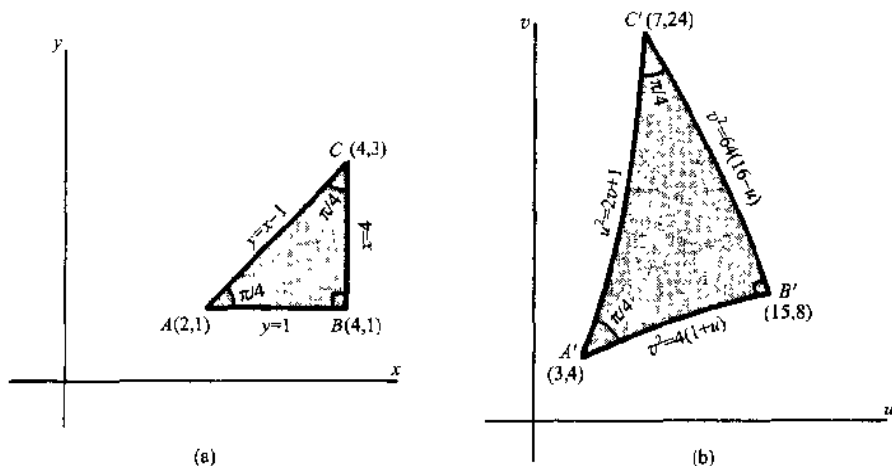 y
C (4,3)
π/4
y=x-1
x=4
π/4
A(2,1)
y=1
B(4,1)
x
(a)
v
C' (7,24)
π/4
v²=64(16-u)
u²=2v+1
π/4
B'
(15,8)
v²=4(1+u)
A'
(3,4)
u
(b)